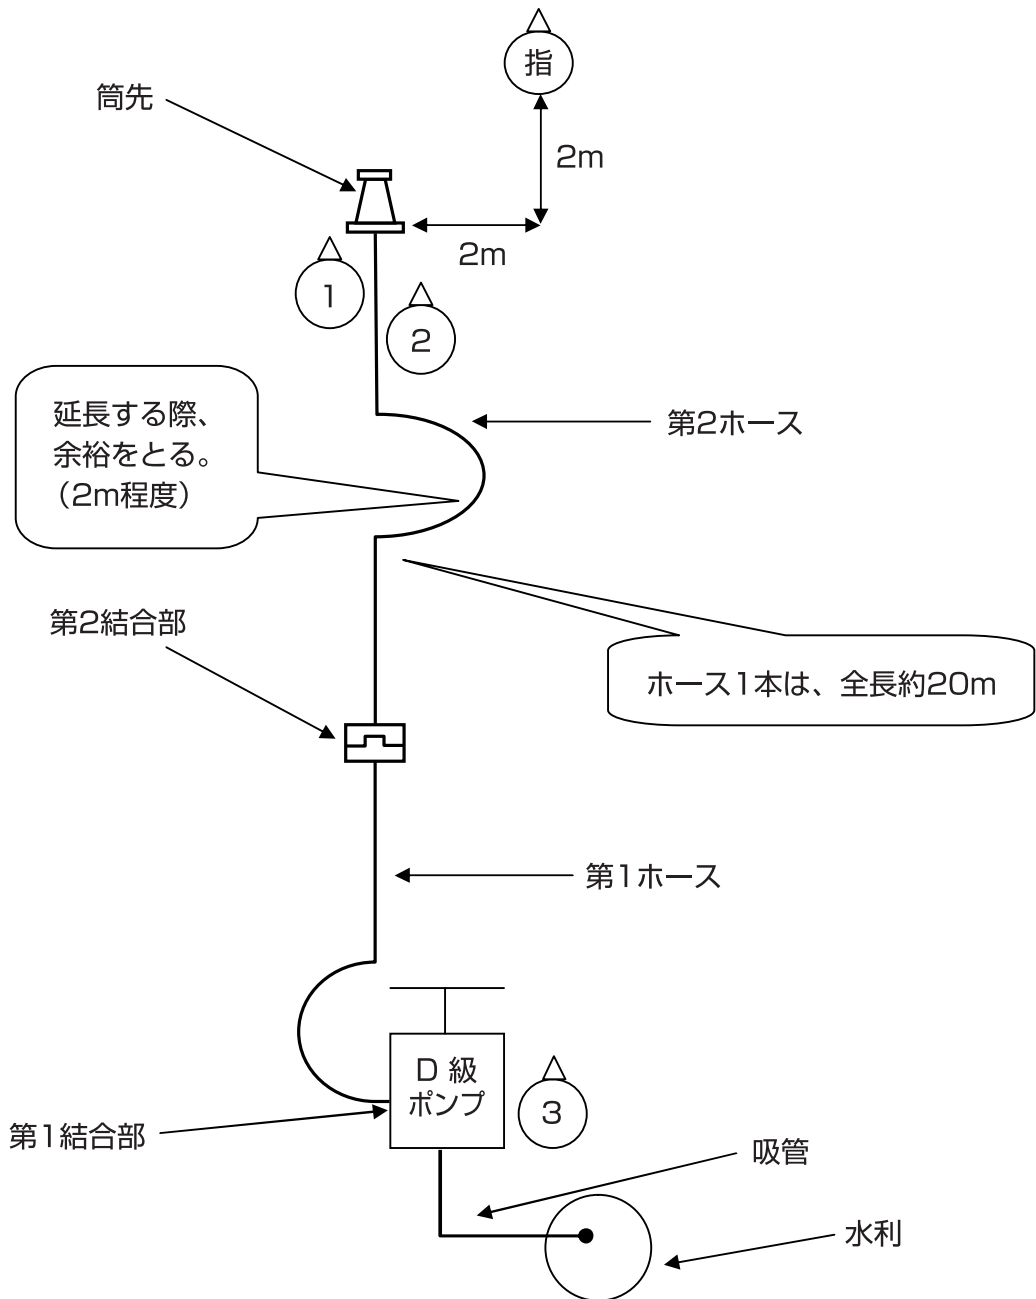 指
筒先
2m
2m
1
2
延長する際、
余裕をとる。
（2m程度）
第2ホース
第2結合部
ホース1本は、全長約20m
第1ホース
D 級
ポンプ
3
第1結合部
吸管
水利